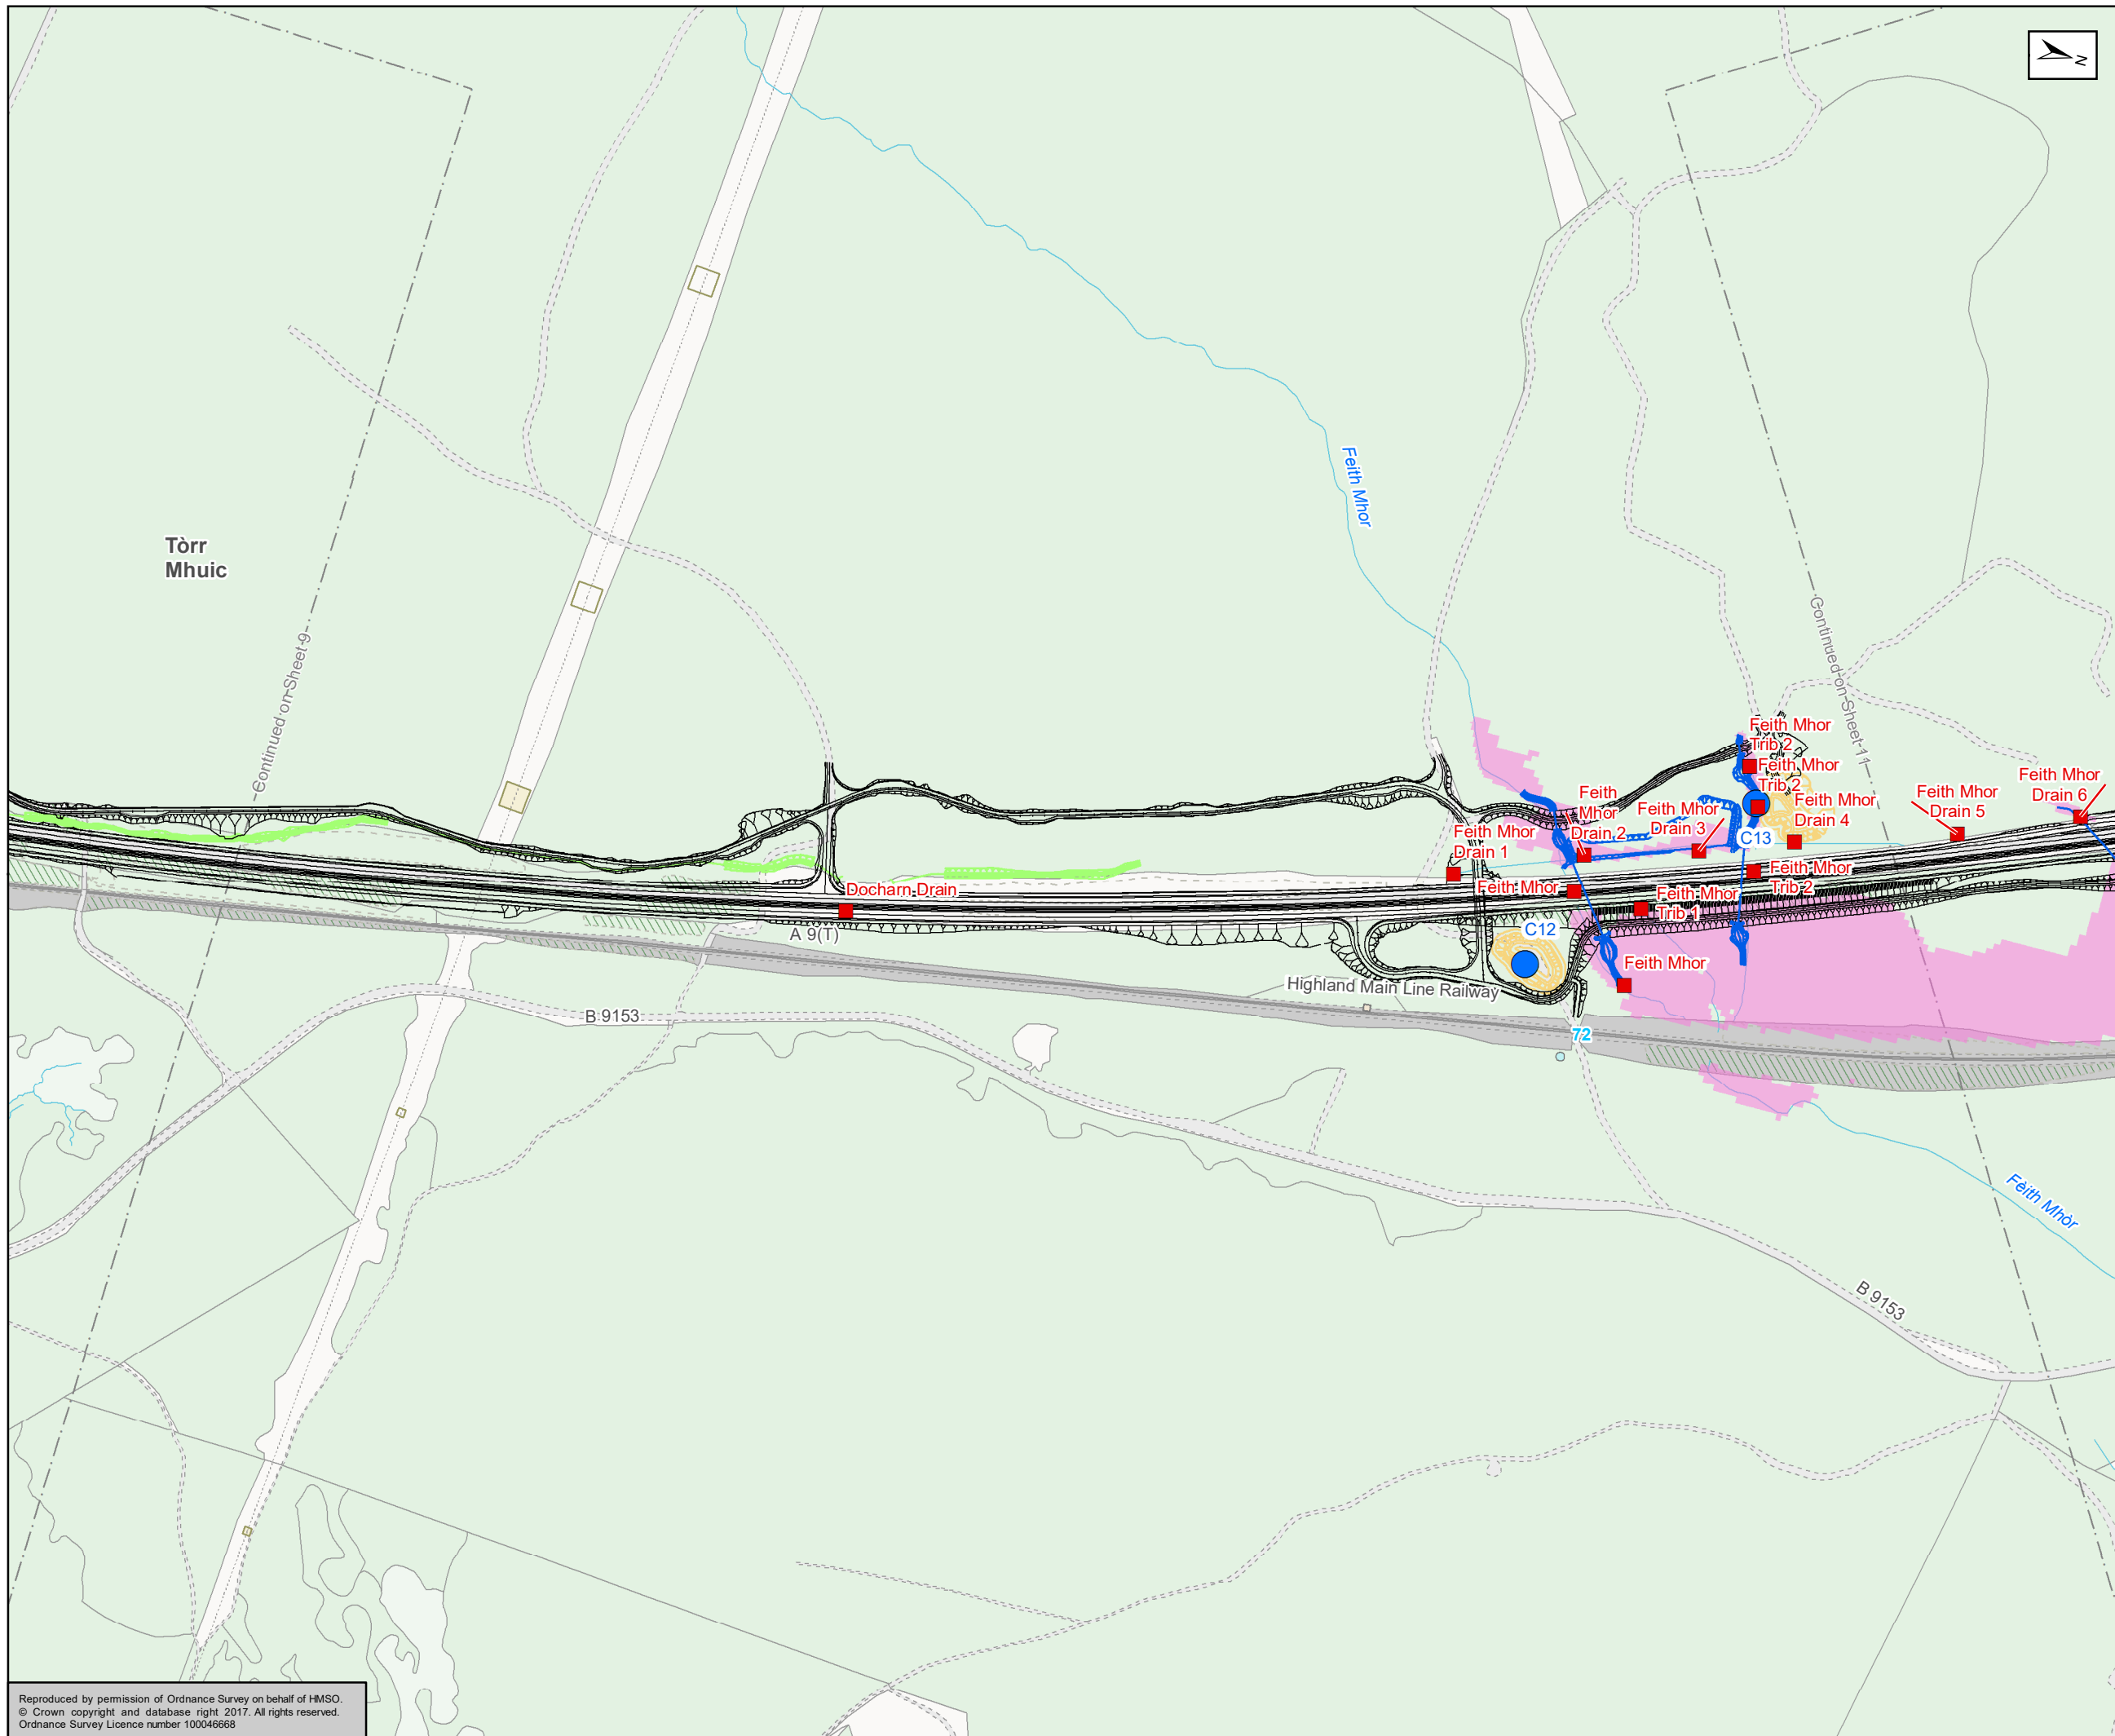 N
Feith Mhor
Tòrr
Mhuic
Continued on Sheet 9
Continued on Sheet 11
Feith Mhor
Trib 2
Feith Mhor
Trib 2
Feith
Mhor
Drain 2
Feith Mhor
Drain 3
Feith Mhor
Drain 4
Feith Mhor
Drain 5
Feith Mhor
Drain 6
Feith Mhor
Drain 1
C13
Docharn Drain
Feith Mhor
Feith Mhor
Trib 1
Feith Mhor
Trib 2
A 9(T)
C12
Feith Mhor
Highland Main Line Railway
B 9153
72
Fèith Mhòr
B 9153
Reproduced by permission of Ordnance Survey on behalf of HMSO.
© Crown copyright and database right 2017. All rights reserved.
Ordnance Survey Licence number 100046668